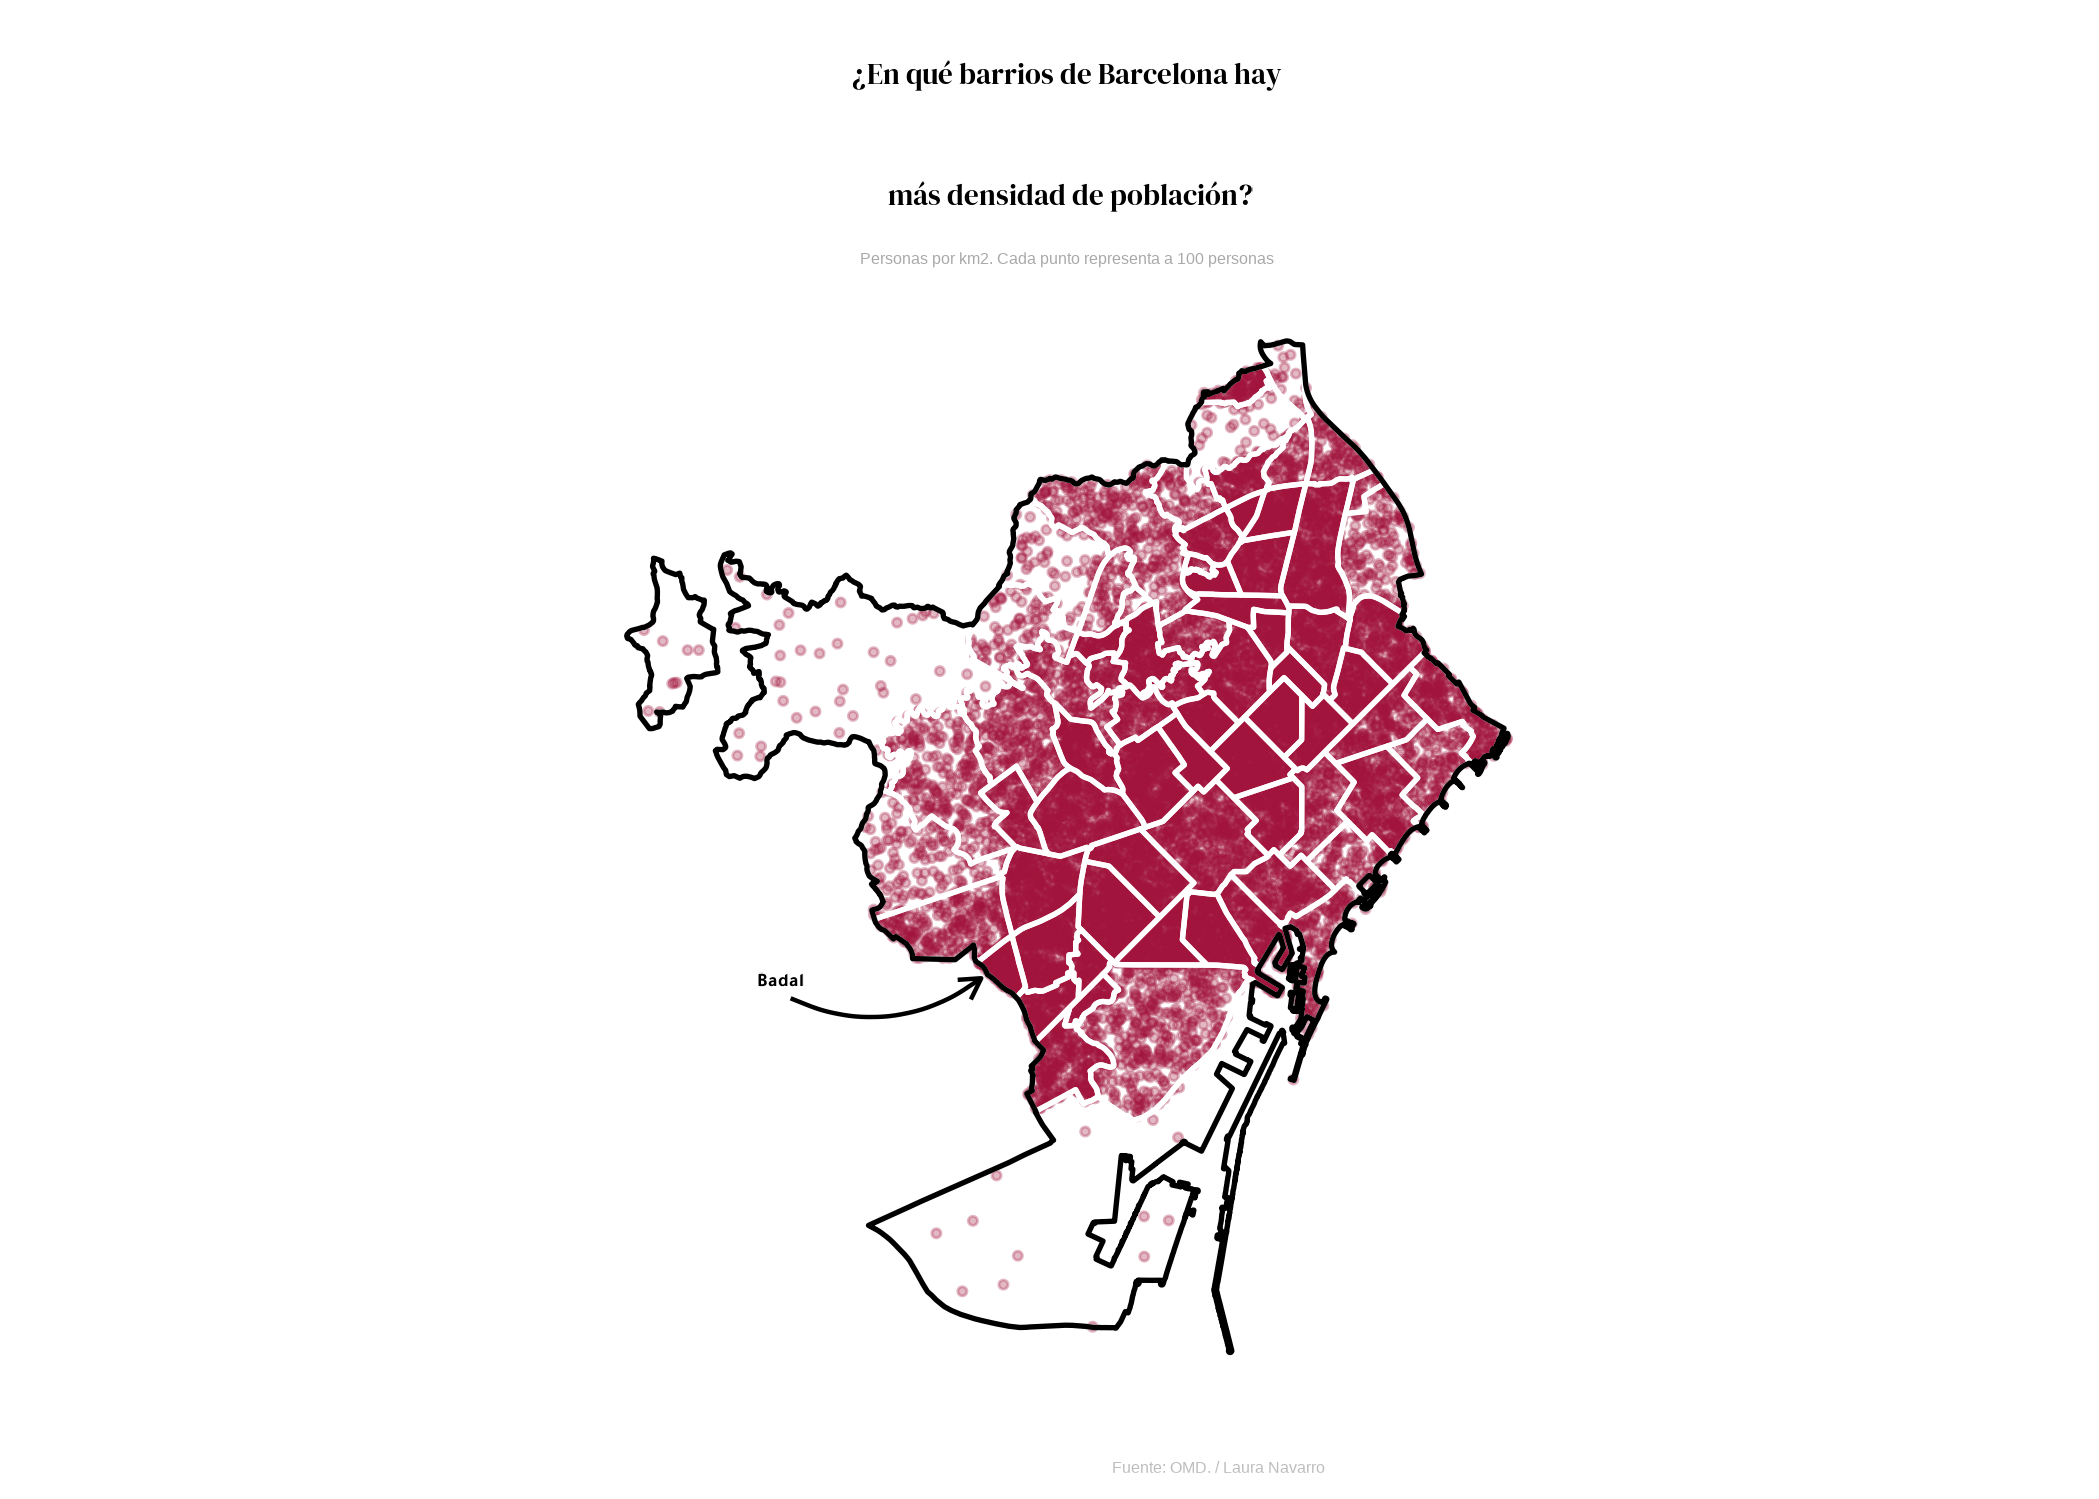 ¿En qué barrios de Barcelona hay
más densidad de población?
Personas por km2. Cada punto representa a 100 personas
Badal
Fuente: OMD. / Laura Navarro